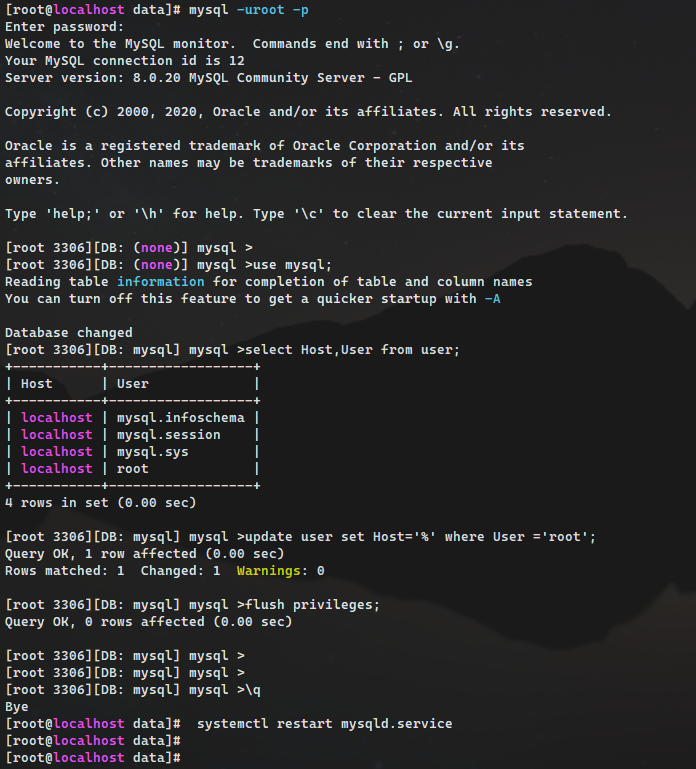 [root@localhost data]# mysql -uroot -p
Enter password:
Welcome to the MySQL monitor.  Commands end with ; or \g.
Your MySQL connection id is 12
Server version: 8.0.20 MySQL Community Server - GPL
Copyright (c) 2000, 2020, Oracle and/or its affiliates. All rights reserved.
Oracle is a registered trademark of Oracle Corporation and/or its
affiliates. Other names may be trademarks of their respective
owners.
Type 'help;' or '\h' for help. Type '\c' to clear the current input statement.
[root 3306][DB: (none)] mysql >
[root 3306][DB: (none)] mysql >use mysql;
Reading table information for completion of table and column names
You can turn off this feature to get a quicker startup with -A
Database changed
[root 3306][DB: mysql] mysql >select Host,User from user;
+-----------+------------------+
| Host      | User             |
+-----------+------------------+
| localhost | mysql.infoschema |
| localhost | mysql.session    |
| localhost | mysql.sys        |
| localhost | root             |
+-----------+------------------+
4 rows in set (0.00 sec)
[root 3306][DB: mysql] mysql >update user set Host='%' where User ='root';
Query OK, 1 row affected (0.00 sec)
Rows matched: 1  Changed: 1  Warnings: 0
[root 3306][DB: mysql] mysql >flush privileges;
Query OK, 0 rows affected (0.00 sec)
[root 3306][DB: mysql] mysql >
[root 3306][DB: mysql] mysql >
[root 3306][DB: mysql] mysql >\q
Bye
[root@localhost data]#  systemctl restart mysqld.service
[root@localhost data]#
[root@localhost data]#